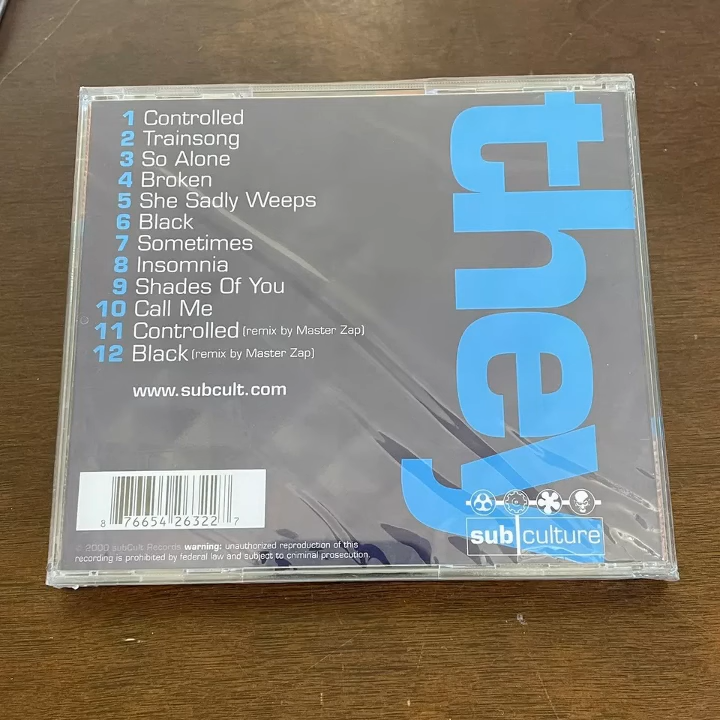 1 Controlled
2 Trainsong
3 So Alone
4 Broken
5 She Sadly Weeps
6 Black
7 Sometimes
8 Insomnia
9 Shades Of You
10 Call Me
11 Controlled (remix by Master Zap)
12 Black (remix by Master Zap)
www.subcult.com
they
8 76654 26322 7
© 2000 subCult Records warning: unauthorized reproduction of this
recording is prohibited by federal law and subject to criminal prosecution.
sub culture